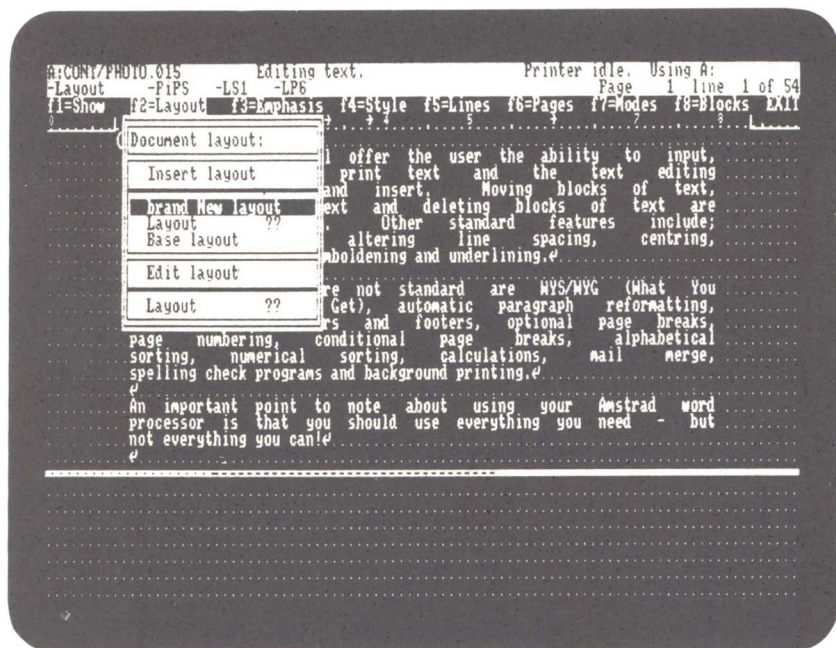 A:CONT/PHOTO.015 Editing text. Printer idle. Using A:
-Layout -PiPS -LS1 -LP6 Page 1 line 1 of 54
f1=Show f2=Layout f3=Emphasis f4=Style f5=Lines f6=Pages f7=Modes f8=Blocks EXIT
Document layout:
Insert layout
brand New layout
Layout ??
Base layout
Edit layout
Layout ??
l offer the user the ability to input,
print text and the text editing
and insert. Moving blocks of text,
ext and deleting blocks of text are
. Other standard features include;
altering line spacing, centring,
mboldening and underlining.↵
re not standard are WYS/WYG (What You
Get), automatic paragraph reformatting,
rs and footers, optional page breaks,
page numbering, conditional page breaks, alphabetical
sorting, numerical sorting, calculations, mail merge,
spelling check programs and background printing.↵
↵
An important point to note about using your Amstrad word
processor is that you should use everything you need - but
not everything you can!↵
↵